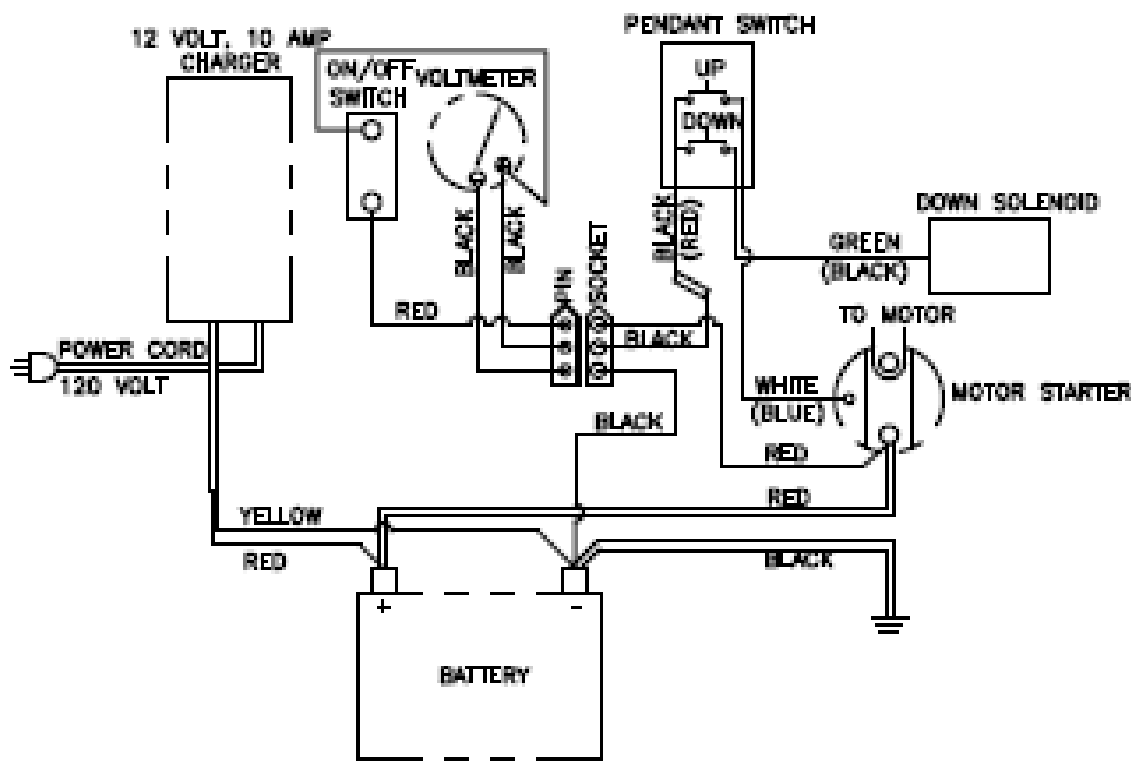 12 VOLT, 10 AMP
CHARGER
ON/OFF
SWITCH
VOLTMETER
PENDANT SWITCH
UP
DOWN
BLACK
BLACK
BLACK
(RED)
DOWN SOLENOID
GREEN
(BLACK)
PIN
SOCKET
RED
BLACK
TO MOTOR
POWER CORD
120 VOLT
WHITE
(BLUE)
MOTOR STARTER
BLACK
RED
RED
YELLOW
RED
BLACK
+
-
BATTERY